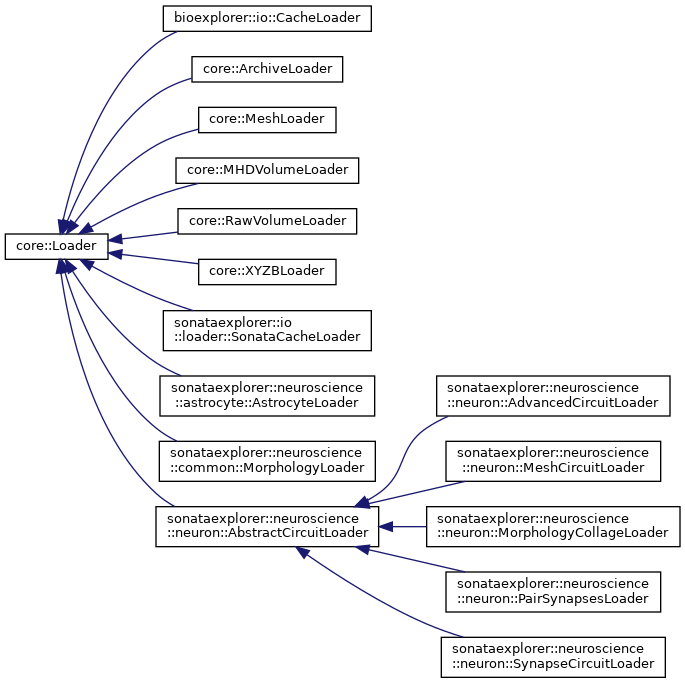 bioexplorer::io::CacheLoader
core::ArchiveLoader
core::MeshLoader
core::MHDVolumeLoader
core::RawVolumeLoader
core::Loader
core::XYZBLoader
sonataexplorer::io
::loader::SonataCacheLoader
sonataexplorer::neuroscience
::astrocyte::AstrocyteLoader
sonataexplorer::neuroscience
::common::MorphologyLoader
sonataexplorer::neuroscience
::neuron::AbstractCircuitLoader
sonataexplorer::neuroscience
::neuron::AdvancedCircuitLoader
sonataexplorer::neuroscience
::neuron::MeshCircuitLoader
sonataexplorer::neuroscience
::neuron::MorphologyCollageLoader
sonataexplorer::neuroscience
::neuron::PairSynapsesLoader
sonataexplorer::neuroscience
::neuron::SynapseCircuitLoader